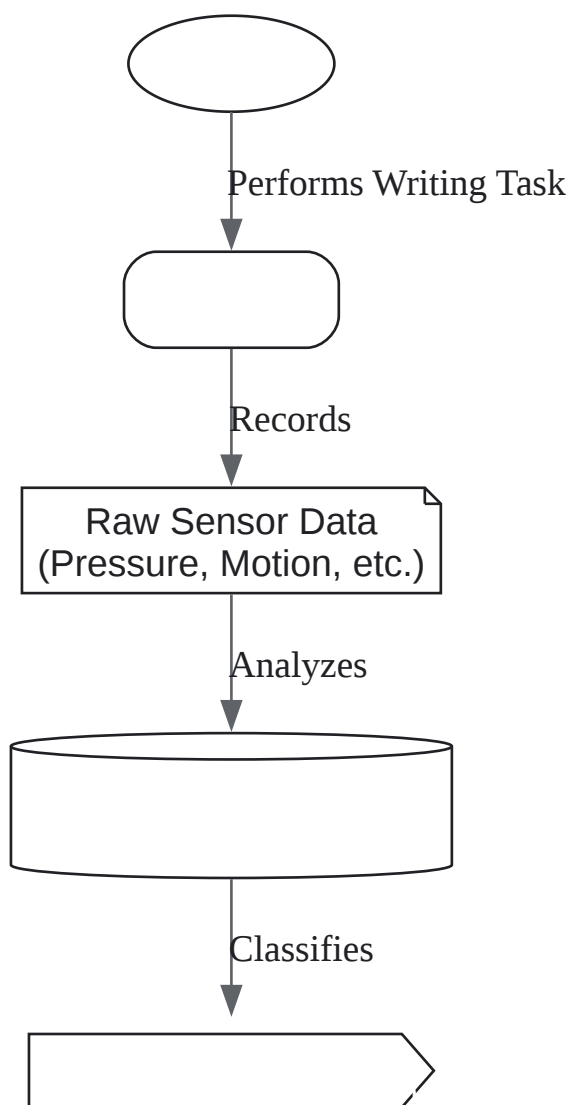 Performs Writing Task
Records
Raw Sensor Data
(Pressure, Motion, etc.)
Analyzes
Classifies